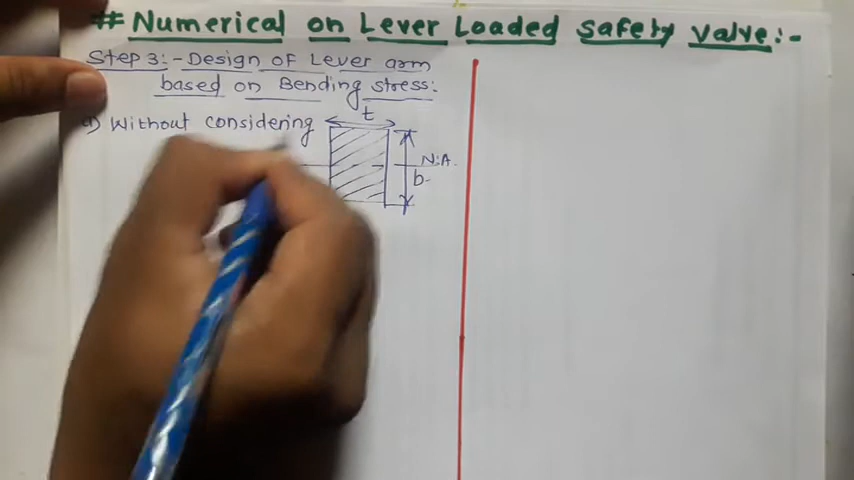 # Numerical on Lever Loaded Safety Valve:-
Step 3:- Design of Lever arm
based on Bending stress:
a) Without considering
t
N.A.
b